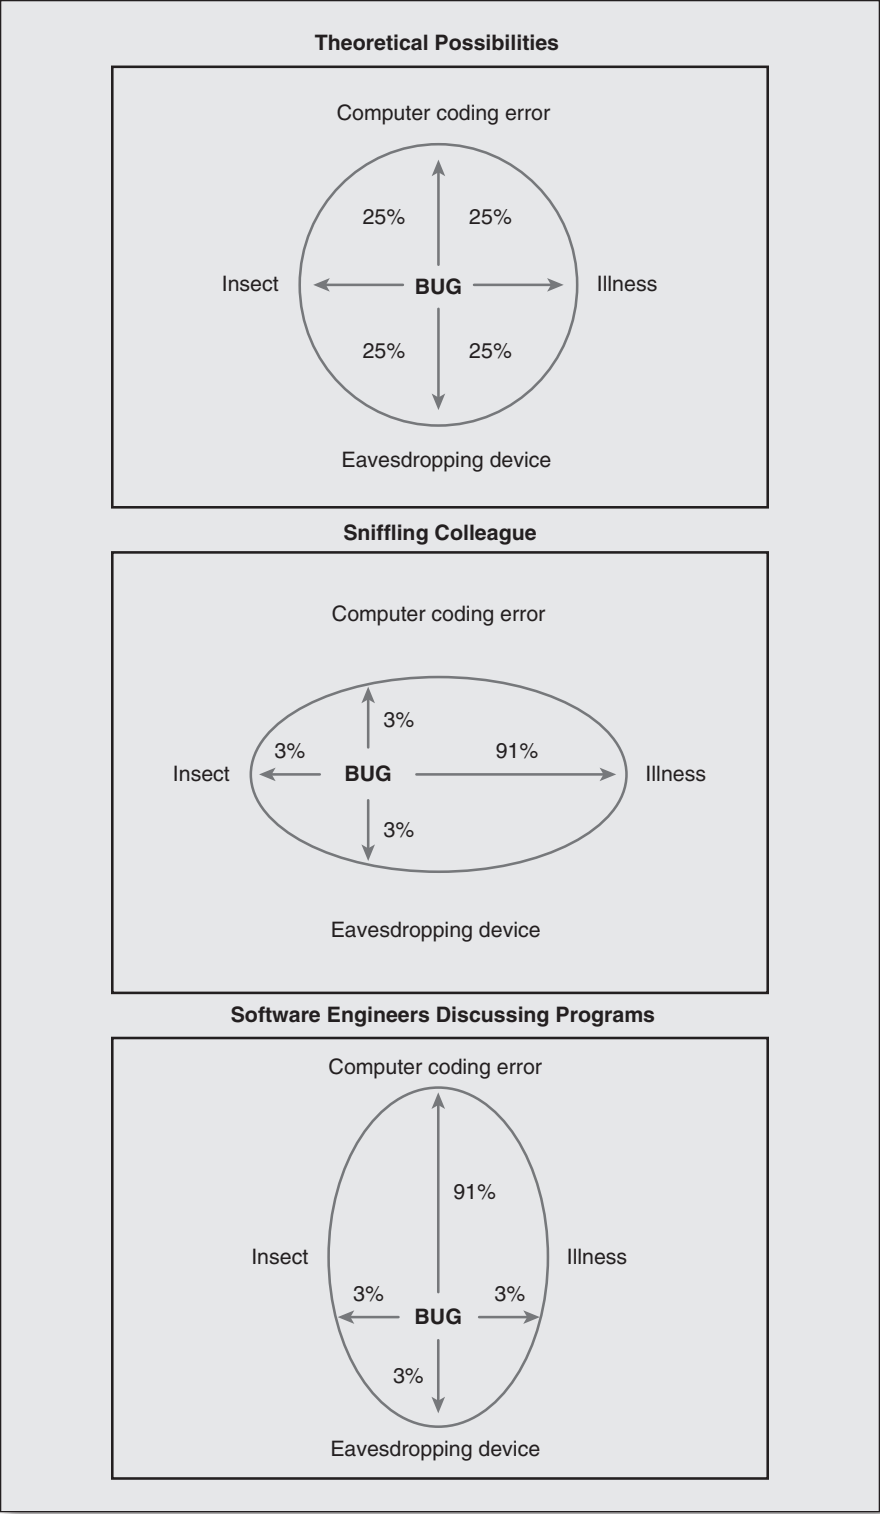 Theoretical Possibilities
Computer coding error
25% 25%
Insect BUG Illness
25% 25%
Eavesdropping device
Sniffling Colleague
Computer coding error
3%
3% 91%
Insect BUG Illness
3%
Eavesdropping device
Software Engineers Discussing Programs
Computer coding error
91%
Insect Illness
3% 3%
BUG
3%
Eavesdropping device